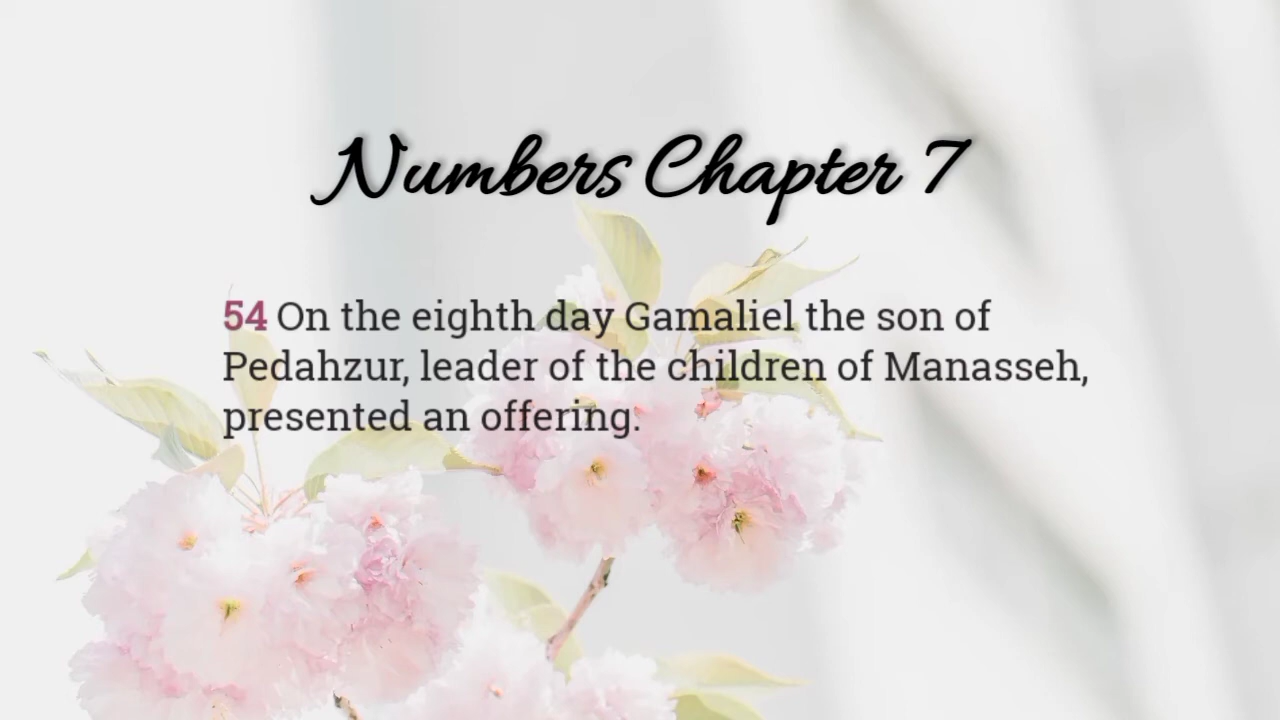 Numbers Chapter 7
54 On the eighth day Gamaliel the son of
Pedahzur, leader of the children of Manasseh,
presented an offering.